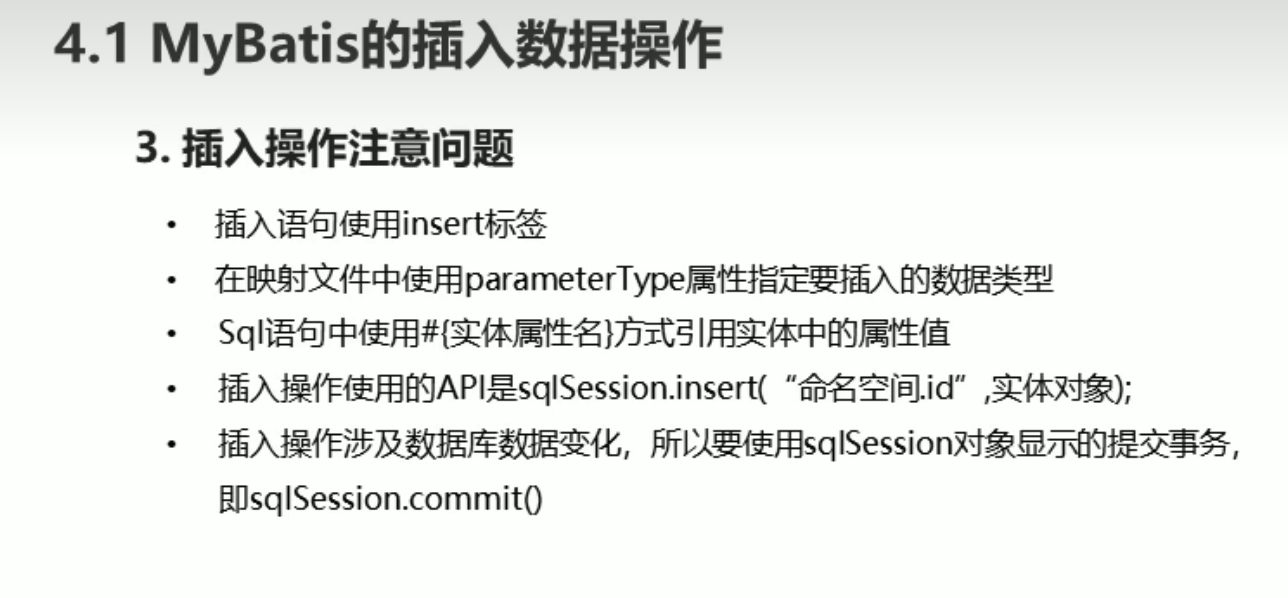 4.1 MyBatis的插入数据操作
3. 插入操作注意问题
• 插入语句使用insert标签
• 在映射文件中使用parameterType属性指定要插入的数据类型
• Sql语句中使用#{实体属性名}方式引用实体中的属性值
• 插入操作使用的API是sqlSession.insert(“命名空间.id”,实体对象);
• 插入操作涉及数据库数据变化，所以要使用sqlSession对象显示的提交事务，
即sqlSession.commit()